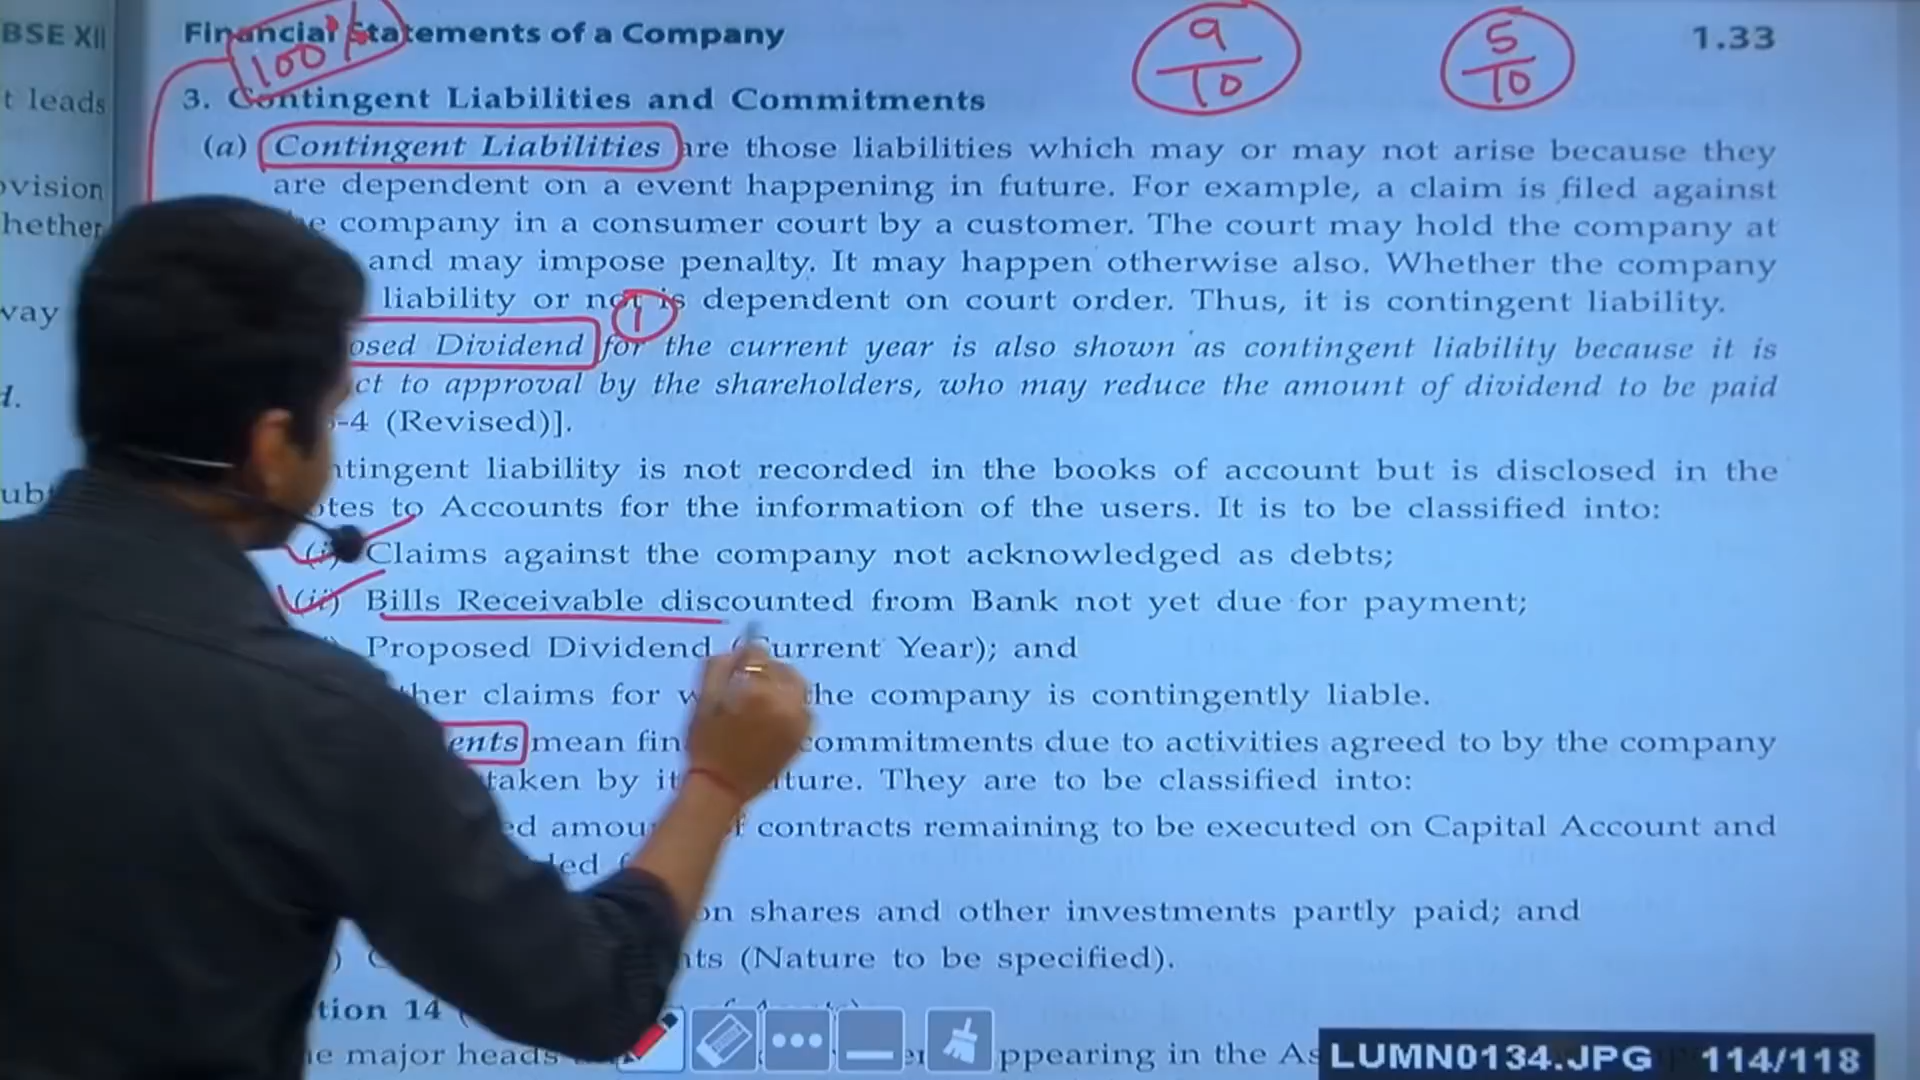 BSE XII
Financial Statements of a Company
1.33
100%
9/10
5/10
t leads
3. Contingent Liabilities and Commitments
(a) Contingent Liabilities are those liabilities which may or may not arise because they
ovision
are dependent on a event happening in future. For example, a claim is filed against
hether
e company in a consumer court by a customer. The court may hold the company at
and may impose penalty. It may happen otherwise also. Whether the company
way
liability or not is dependent on court order. Thus, it is contingent liability.
1
osed Dividend for the current year is also shown as contingent liability because it is
ct to approval by the shareholders, who may reduce the amount of dividend to be paid
d.
-4 (Revised)].
ntingent liability is not recorded in the books of account but is disclosed in the
ub
otes to Accounts for the information of the users. It is to be classified into:
(i) Claims against the company not acknowledged as debts;
(ii) Bills Receivable discounted from Bank not yet due for payment;
) Proposed Dividend (Current Year); and
her claims for w the company is contingently liable.
ents mean fin commitments due to activities agreed to by the company
taken by it ture. They are to be classified into:
ed amou f contracts remaining to be executed on Capital Account and
ded f
on shares and other investments partly paid; and
) nts (Nature to be specified).
tion 14
e major heads ppearing in the As
LUMN0134.JPG 114/118